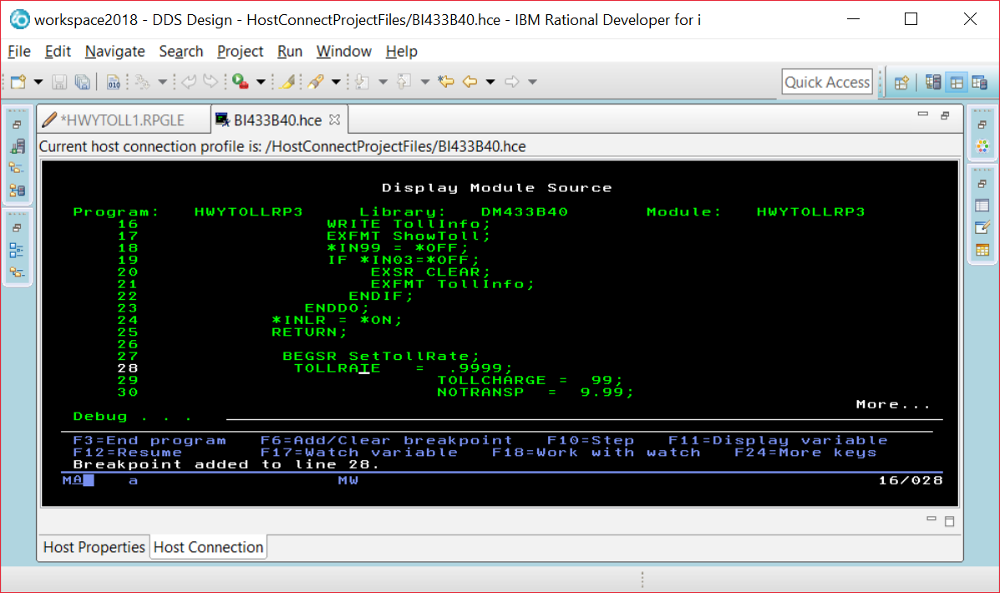 workspace2018 - DDS Design - HostConnectProjectFiles/BI433B40.hce - IBM Rational Developer for i
File Edit Navigate Search Project Run Window Help
010 Quick Access
*HWYTOLL1.RPGLE BI433B40.hce
Current host connection profile is: /HostConnectProjectFiles/BI433B40.hce
Display Module Source
Program: HWYTOLLRP3 Library: DM433B40 Module: HWYTOLLRP3
16 WRITE TollInfo;
17 EXFMT ShowToll;
18 *IN99 = *OFF;
19 IF *IN03=*OFF;
20 EXSR CLEAR;
21 EXFMT TollInfo;
22 ENDIF;
23 ENDDO;
24 *INLR = *ON;
25 RETURN;
26
27 BEGSR SetTollRate;
28 TOLLRATE = .9999;
29 TOLLCHARGE = 99;
30 NOTRANSP = 9.99;
More...
Debug . . .
F3=End program F6=Add/Clear breakpoint F10=Step F11=Display variable
F12=Resume F17=Watch variable F18=Work with watch F24=More keys
Breakpoint added to line 28.
MA a MW 16/028
Host Properties Host Connection